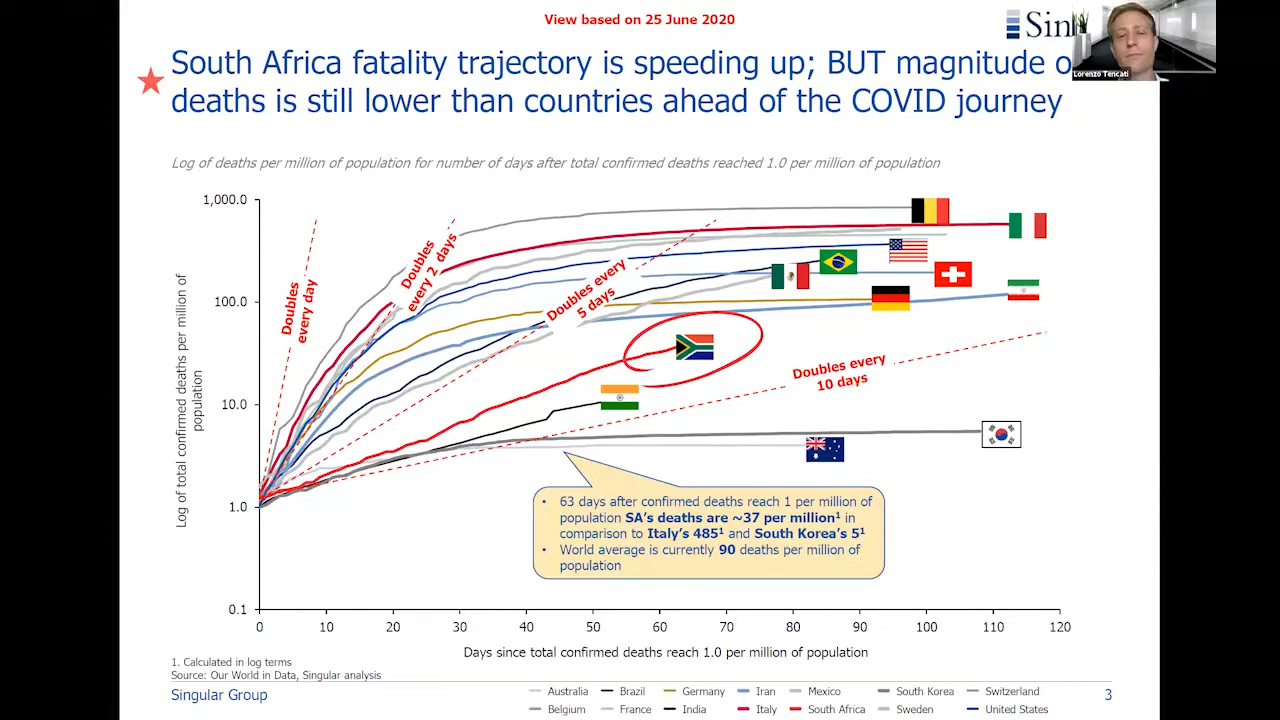 View based on 25 June 2020
Sin
Lorenzo Tencati
South Africa fatality trajectory is speeding up; BUT magnitude o
deaths is still lower than countries ahead of the COVID journey
Log of deaths per million of population for number of days after total confirmed deaths reached 1.0 per million of population
Log of total confirmed deaths per million of
population
1,000.0
100.0
10.0
1.0
0.1
Doubles
every day
Doubles
every 2 days
Doubles every
5 days
Doubles every
10 days
• 63 days after confirmed deaths reach 1 per million of
population SA's deaths are ~37 per million¹ in
comparison to Italy's 485¹ and South Korea's 5¹
• World average is currently 90 deaths per million of
population
0 10 20 30 40 50 60 70 80 90 100 110 120
Days since total confirmed deaths reach 1.0 per million of population
1. Calculated in log terms
Source: Our World in Data, Singular analysis
Singular Group
Australia Brazil Germany Iran Mexico South Korea Switzerland
Belgium France India Italy South Africa Sweden United States
3